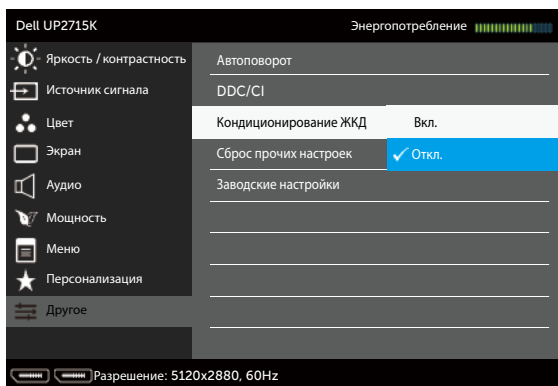 Dell UP2715K
Энергопотребление
Яркость / контрастность
Автоповорот
Источник сигнала
DDC/CI
Цвет
Кондиционирование ЖКД
Вкл.
Экран
Сброс прочих настроек
Откл.
Аудио
Заводские настройки
Мощность
Меню
Персонализация
Другое
Разрешение: 5120x2880, 60Hz